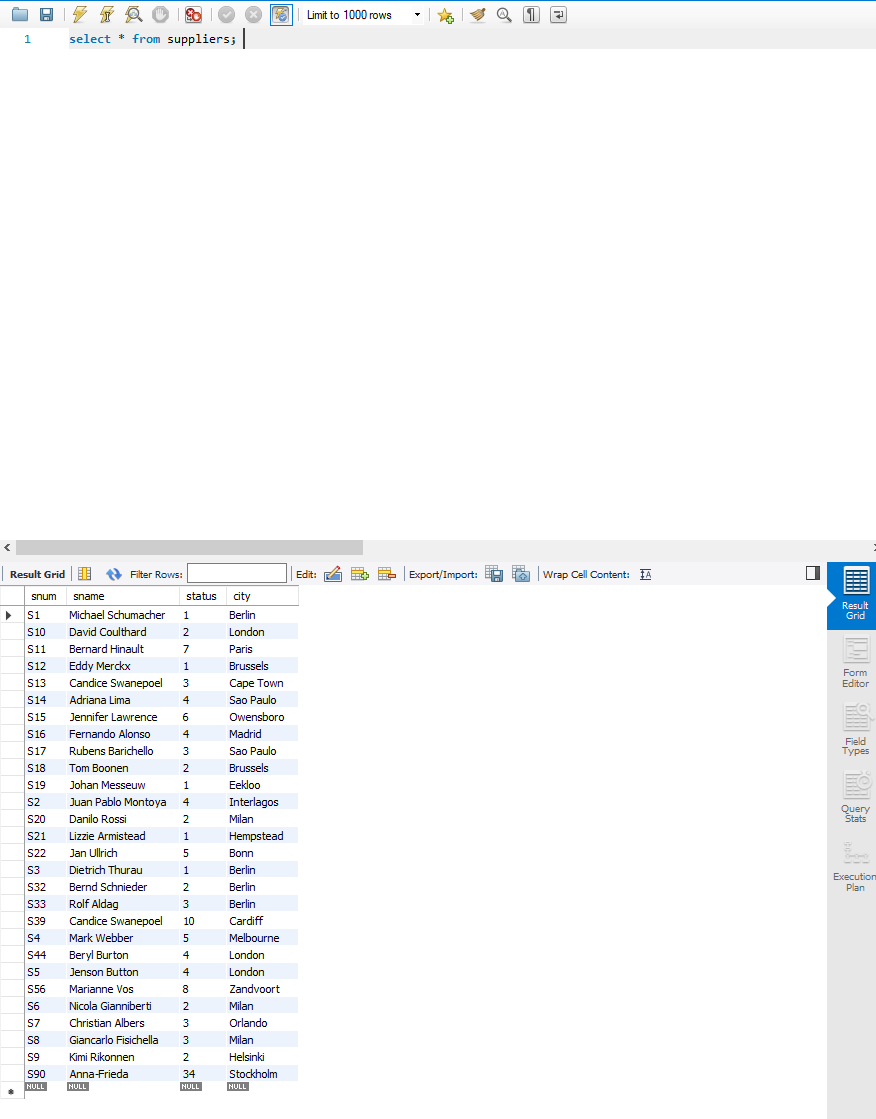 Limit to 1000 rows
1 select * from suppliers;
Result Grid Filter Rows: Edit: Export/Import: Wrap Cell Content:
snum sname status city
S1 Michael Schumacher 1 Berlin
S10 David Coulthard 2 London
S11 Bernard Hinault 7 Paris
S12 Eddy Merckx 1 Brussels
S13 Candice Swanepoel 3 Cape Town
S14 Adriana Lima 4 Sao Paulo
S15 Jennifer Lawrence 6 Owensboro
S16 Fernando Alonso 4 Madrid
S17 Rubens Barichello 3 Sao Paulo
S18 Tom Boonen 2 Brussels
S19 Johan Messeuw 1 Eekloo
S2 Juan Pablo Montoya 4 Interlagos
S20 Danilo Rossi 2 Milan
S21 Lizzie Armistead 1 Hempstead
S22 Jan Ullrich 5 Bonn
S3 Dietrich Thurau 1 Berlin
S32 Bernd Schnieder 2 Berlin
S33 Rolf Aldag 3 Berlin
S39 Candice Swanepoel 10 Cardiff
S4 Mark Webber 5 Melbourne
S44 Beryl Burton 4 London
S5 Jenson Button 4 London
S56 Marianne Vos 8 Zandvoort
S6 Nicola Gianniberti 2 Milan
S7 Christian Albers 3 Orlando
S8 Giancarlo Fisichella 3 Milan
S9 Kimi Rikonnen 2 Helsinki
S90 Anna-Frieda 34 Stockholm
NULL NULL NULL NULL
Result
Grid
Form
Editor
Field
Types
Query
Stats
Execution
Plan